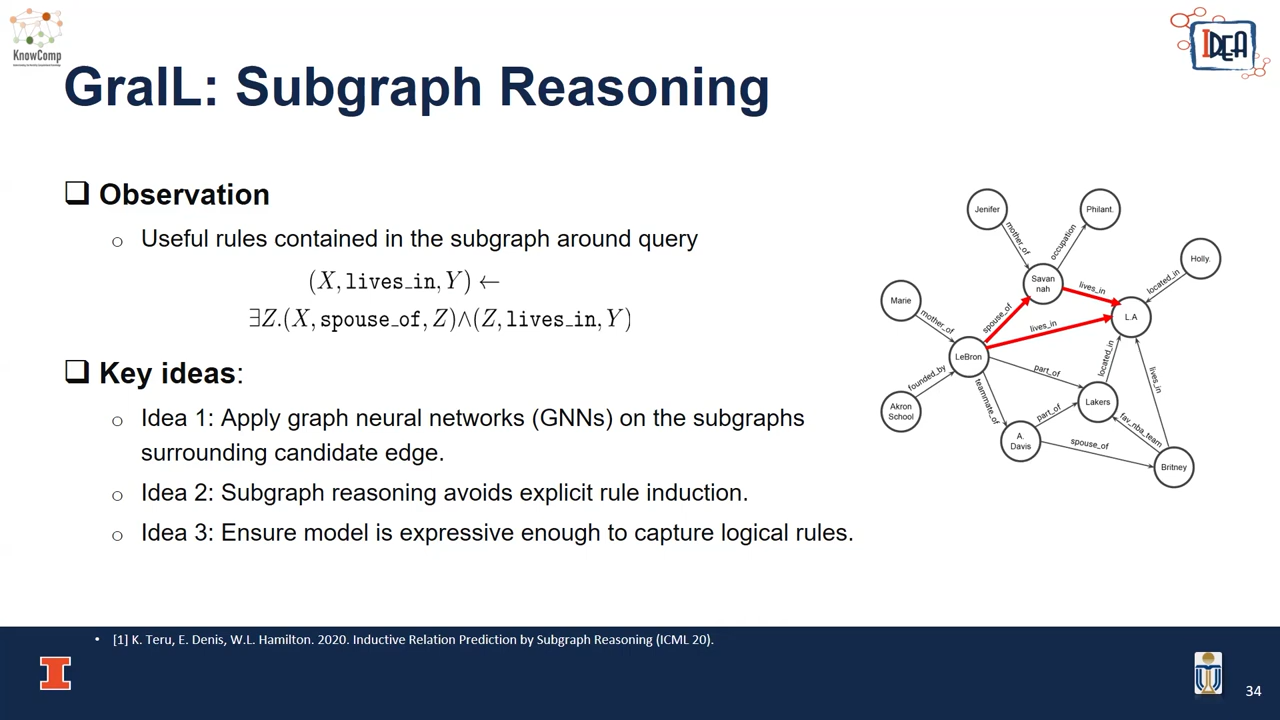 KnowComp
IDEA
GraIL: Subgraph Reasoning
❑ Observation
○ Useful rules contained in the subgraph around query
(X, lives_in, Y) ←
∃Z.(X, spouse_of, Z)∧(Z, lives_in, Y)
❑ Key ideas:
○ Idea 1: Apply graph neural networks (GNNs) on the subgraphs
surrounding candidate edge.
○ Idea 2: Subgraph reasoning avoids explicit rule induction.
○ Idea 3: Ensure model is expressive enough to capture logical rules.
Jenifer
Philant.
mother_of
occupation
Holly.
Savan
nah
located_in
lives_in
Marie
spouse_of
L.A
mother_of
lives_in
LeBron
located_in
founded_by
part_of
lives_in
teammate_of
Akron
School
Lakers
part_of
fav_nba_team
A.
Davis
spouse_of
Britney
• [1] K. Teru, E. Denis, W.L. Hamilton. 2020. Inductive Relation Prediction by Subgraph Reasoning (ICML 20).
I
34